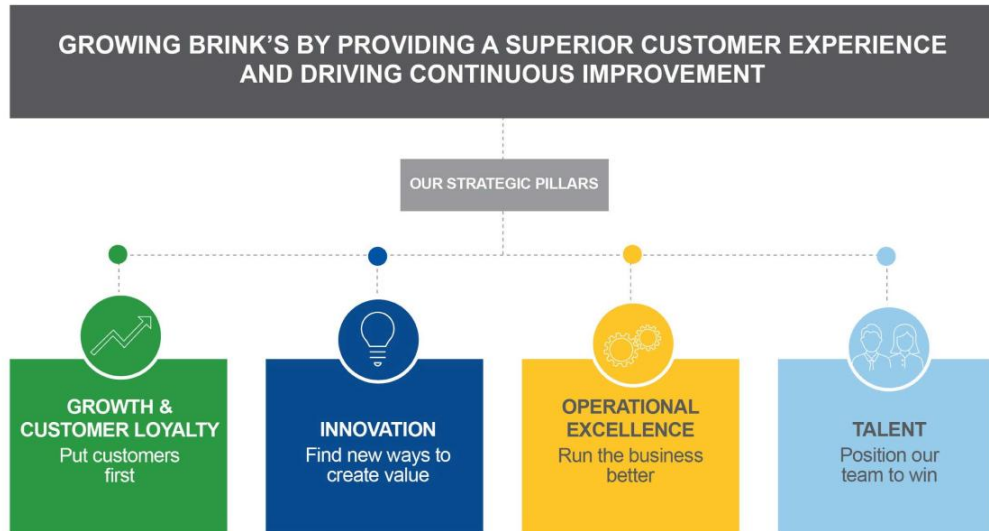 GROWING BRINK'S BY PROVIDING A SUPERIOR CUSTOMER EXPERIENCE
AND DRIVING CONTINUOUS IMPROVEMENT
OUR STRATEGIC PILLARS
GROWTH &
CUSTOMER LOYALTY
Put customers
first
INNOVATION
Find new ways to
create value
OPERATIONAL
EXCELLENCE
Run the business
better
TALENT
Position our
team to win